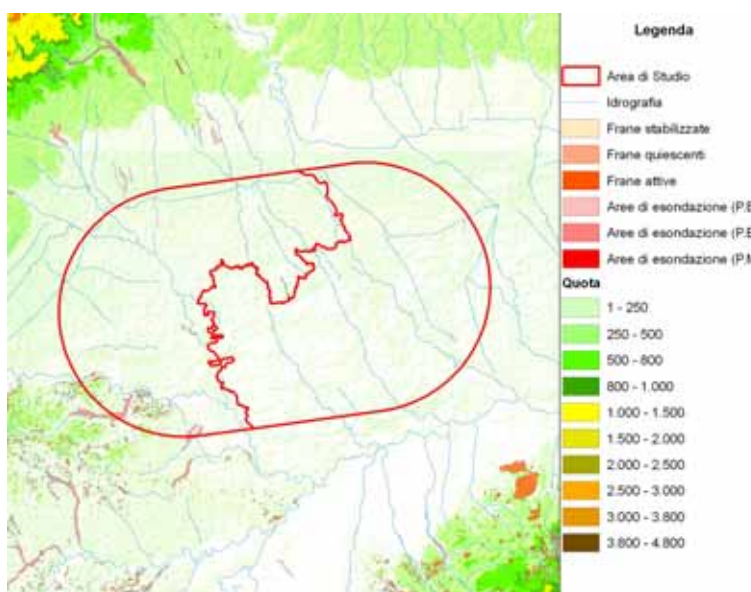 Legenda
Area di Studio
Idrografia
Frane stabilizzate
Frane quiescenti
Frane attive
Aree di esondazione (P.E
Aree di esondazione (P.E
Aree di esondazione (P.M
Quota
1 - 250
250 - 500
500 - 800
800 - 1.000
1.000 - 1.500
1.500 - 2.000
2.000 - 2.500
2.500 - 3.000
3.000 - 3.800
3.800 - 4.800